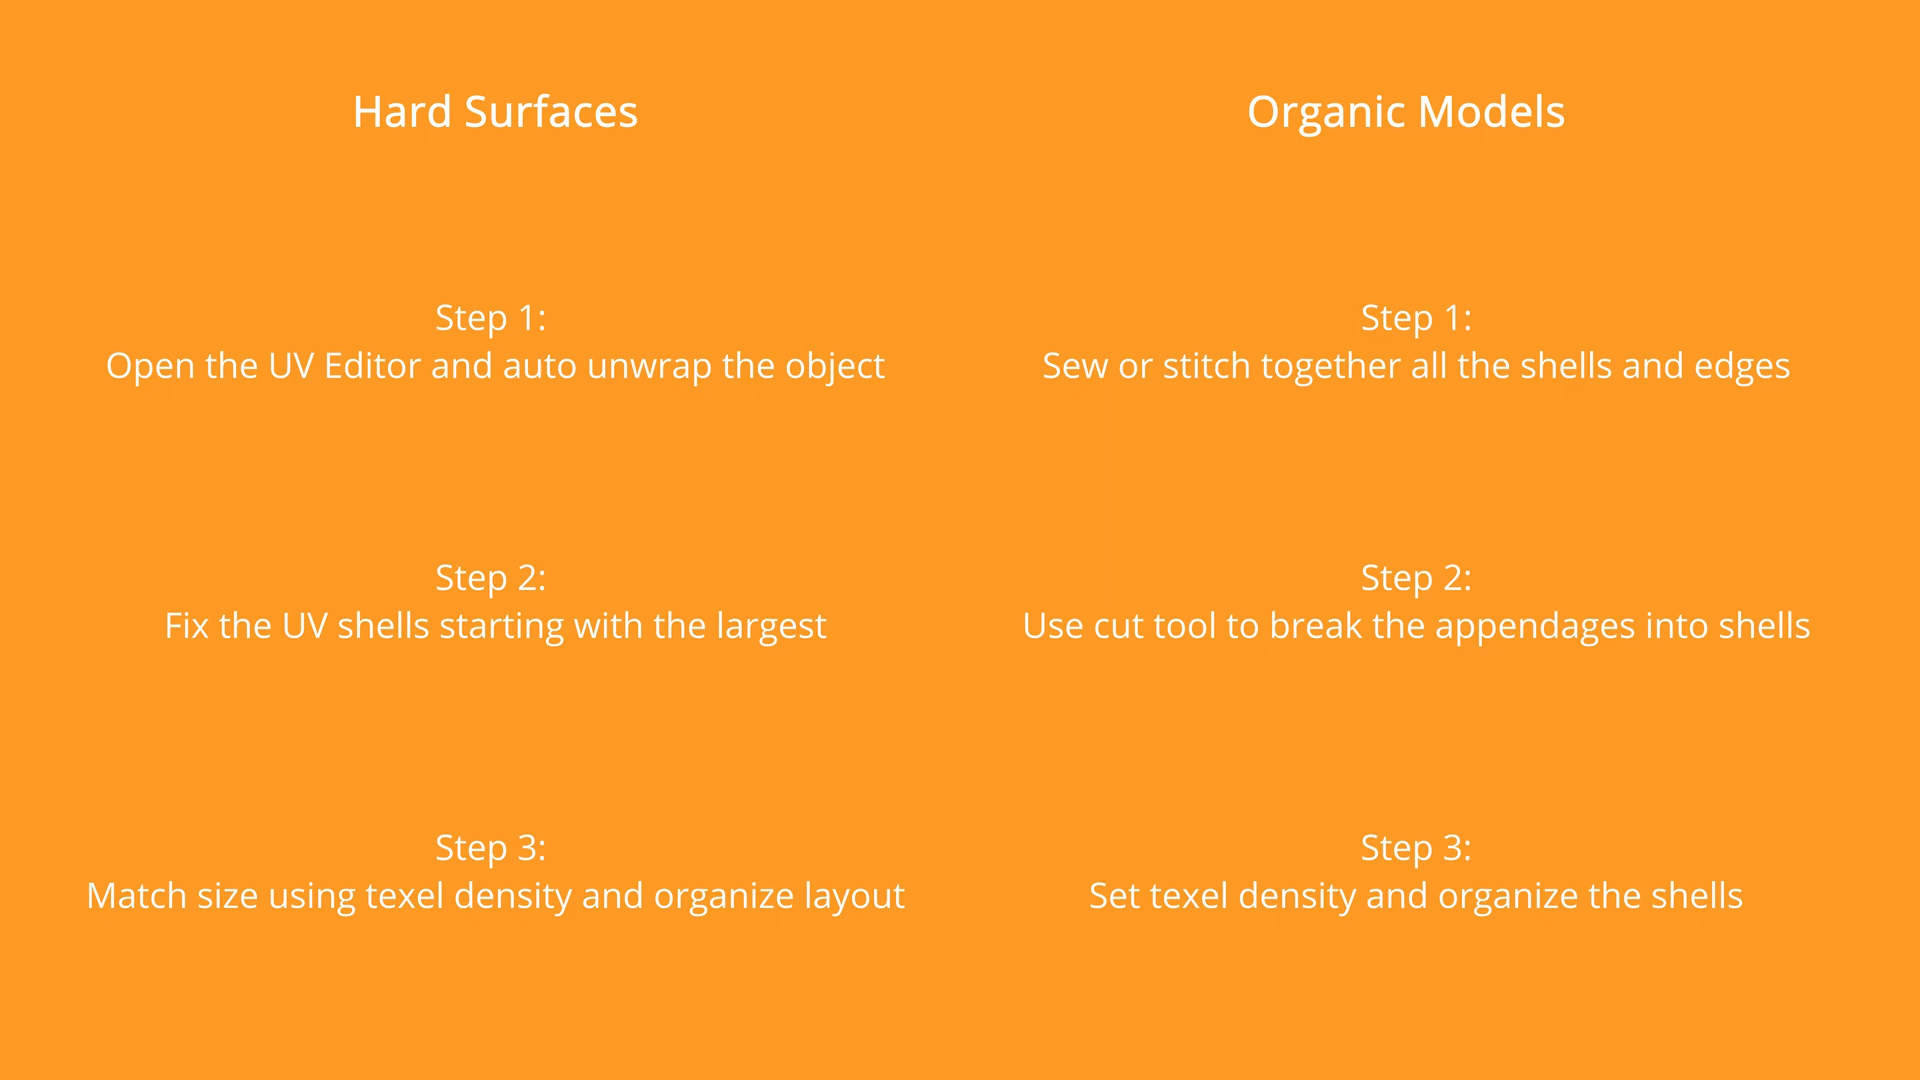 Hard Surfaces
Step 1:
Open the UV Editor and auto unwrap the object
Step 2:
Fix the UV shells starting with the largest
Step 3:
Match size using texel density and organize layout
Organic Models
Step 1:
Sew or stitch together all the shells and edges
Step 2:
Use cut tool to break the appendages into shells
Step 3:
Set texel density and organize the shells